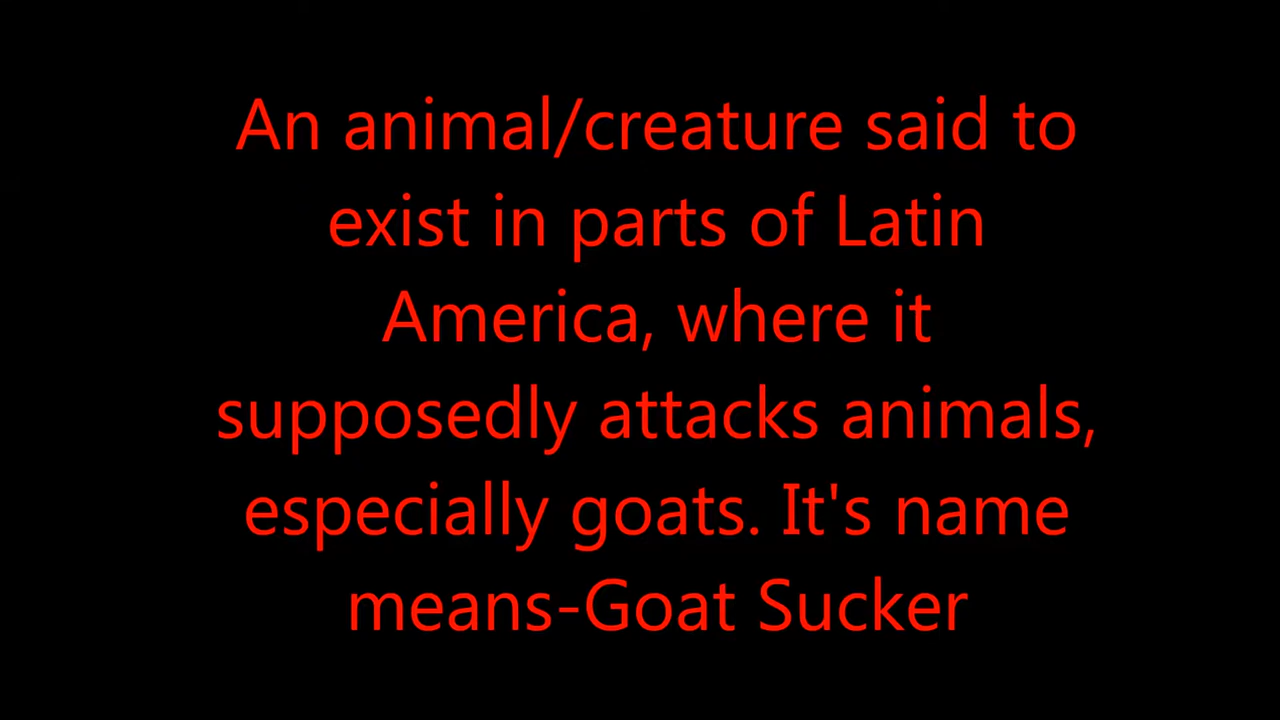 An animal/creature said to
exist in parts of Latin
America, where it
supposedly attacks animals,
especially goats. It's name
means-Goat Sucker